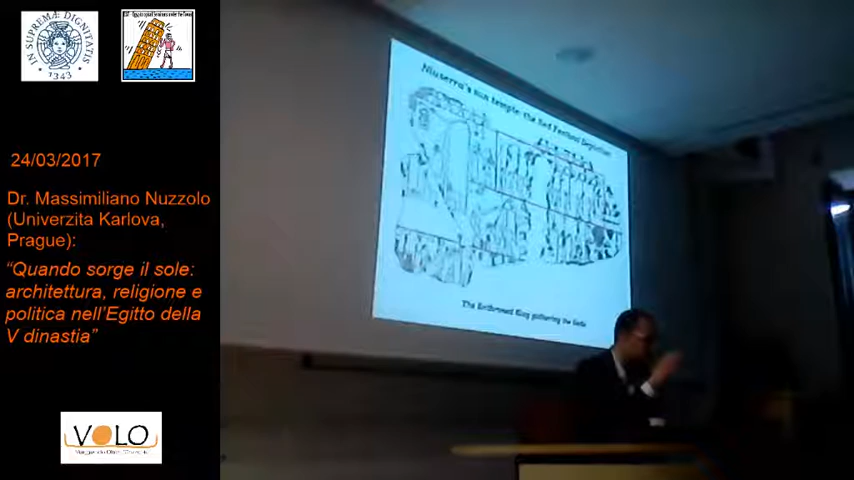 IN SUPREMÆ DIGNITATIS
1343
24/03/2017
Dr. Massimiliano Nuzzolo
(Univerzita Karlova,
Prague):
“Quando sorge il sole:
architettura, religione e
politica nell’Egitto della
V dinastia”
VOLO
Niuserra's sun temple: the Sed Festival Depiction
The Enthroned King gathering the Gods